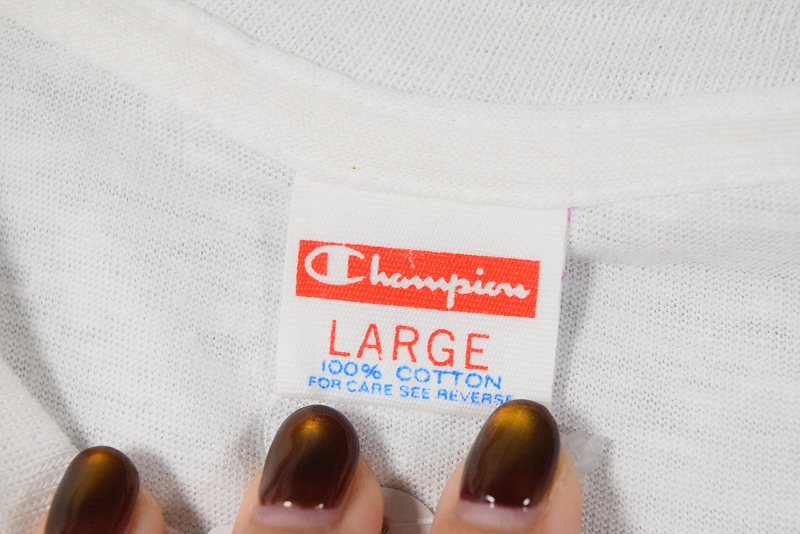 Champion
LARGE
100% COTTON
FOR CARE SEE REVERSE